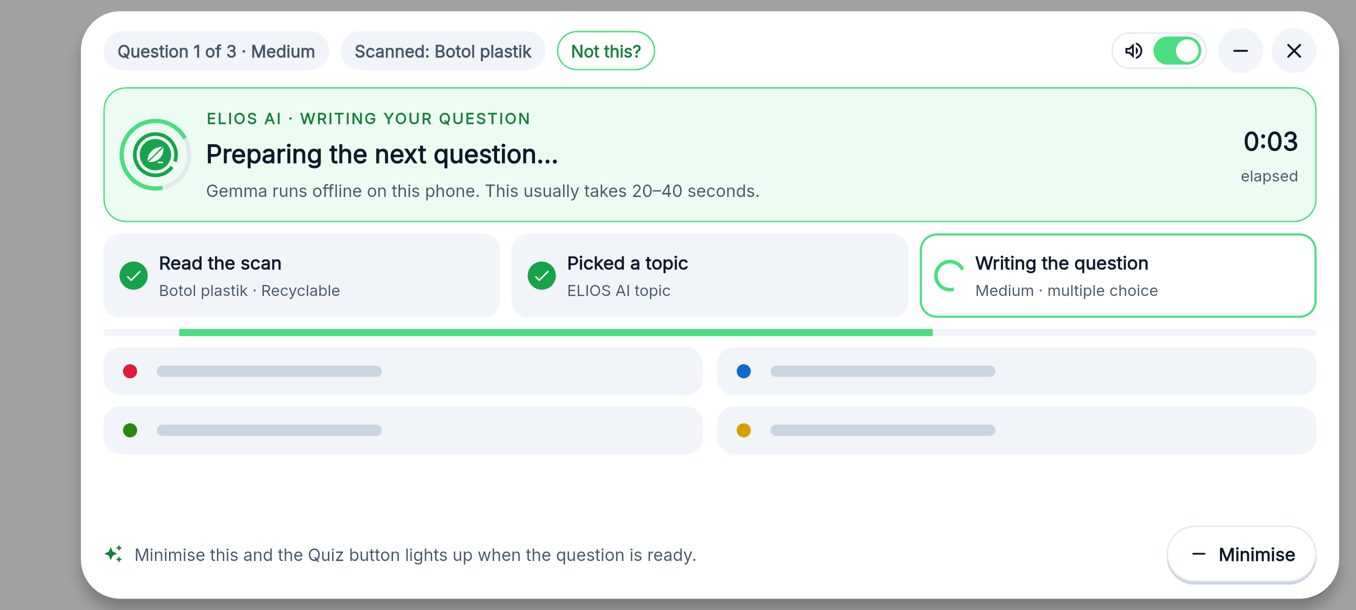 Question 1 of 3 · Medium
Scanned: Botol plastik
Not this?
ELIOS AI · WRITING YOUR QUESTION
Preparing the next question...
Gemma runs offline on this phone. This usually takes 20–40 seconds.
0:03
elapsed
Read the scan
Botol plastik · Recyclable
Picked a topic
ELIOS AI topic
Writing the question
Medium · multiple choice
Minimise this and the Quiz button lights up when the question is ready.
Minimise